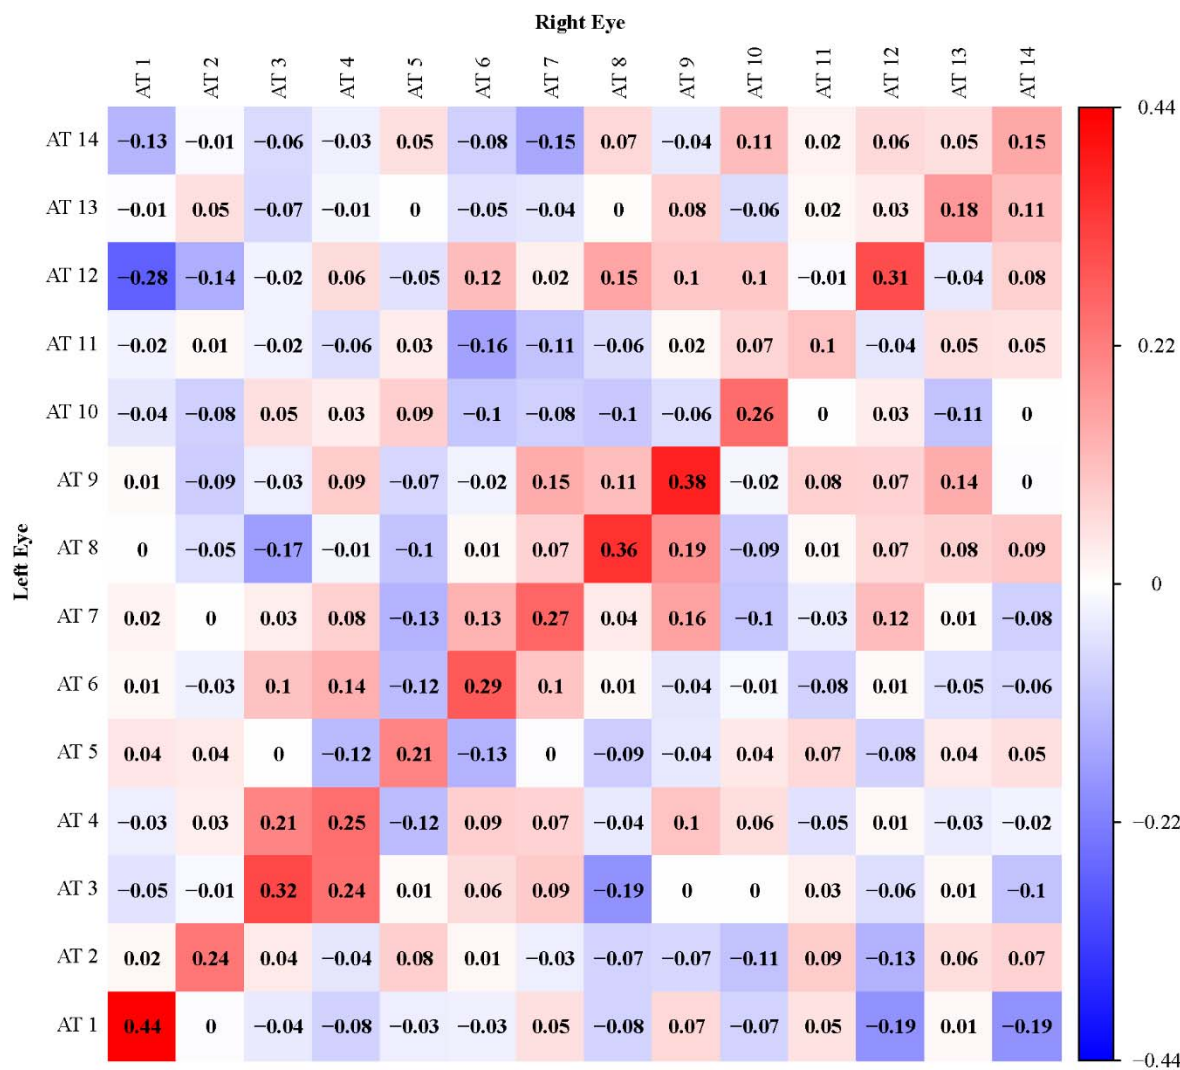 Right Eye
AT 1 AT 2 AT 3 AT 4 AT 5 AT 6 AT 7 AT 8 AT 9 AT 10 AT 11 AT 12 AT 13 AT 14
AT 14 −0.13 −0.01 −0.06 −0.03 0.05 −0.08 −0.15 0.07 −0.04 0.11 0.02 0.06 0.05 0.15
AT 13 −0.01 0.05 −0.07 −0.01 0 −0.05 −0.04 0 0.08 −0.06 0.02 0.03 0.18 0.11
AT 12 −0.28 −0.14 −0.02 0.06 −0.05 0.12 0.02 0.15 0.1 0.1 −0.01 0.31 −0.04 0.08
AT 11 −0.02 0.01 −0.02 −0.06 0.03 −0.16 −0.11 −0.06 0.02 0.07 0.1 −0.04 0.05 0.05
AT 10 −0.04 −0.08 0.05 0.03 0.09 −0.1 −0.08 −0.1 −0.06 0.26 0 0.03 −0.11 0
AT 9 0.01 −0.09 −0.03 0.09 −0.07 −0.02 0.15 0.11 0.38 −0.02 0.08 0.07 0.14 0
AT 8 0 −0.05 −0.17 −0.01 −0.1 0.01 0.07 0.36 0.19 −0.09 0.01 0.07 0.08 0.09
AT 7 0.02 0 0.03 0.08 −0.13 0.13 0.27 0.04 0.16 −0.1 −0.03 0.12 0.01 −0.08
AT 6 0.01 −0.03 0.1 0.14 −0.12 0.29 0.1 0.01 −0.04 −0.01 −0.08 0.01 −0.05 −0.06
AT 5 0.04 0.04 0 −0.12 0.21 −0.13 0 −0.09 −0.04 0.04 0.07 −0.08 0.04 0.05
AT 4 −0.03 0.03 0.21 0.25 −0.12 0.09 0.07 −0.04 0.1 0.06 −0.05 0.01 −0.03 −0.02
AT 3 −0.05 −0.01 0.32 0.24 0.01 0.06 0.09 −0.19 0 0 0.03 −0.06 0.01 −0.1
AT 2 0.02 0.24 0.04 −0.04 0.08 0.01 −0.03 −0.07 −0.07 −0.11 0.09 −0.13 0.06 0.07
AT 1 0.44 0 −0.04 −0.08 −0.03 −0.03 0.05 −0.08 0.07 −0.07 0.05 −0.19 0.01 −0.19
Left Eye
0.44
0.22
0
−0.22
−0.44